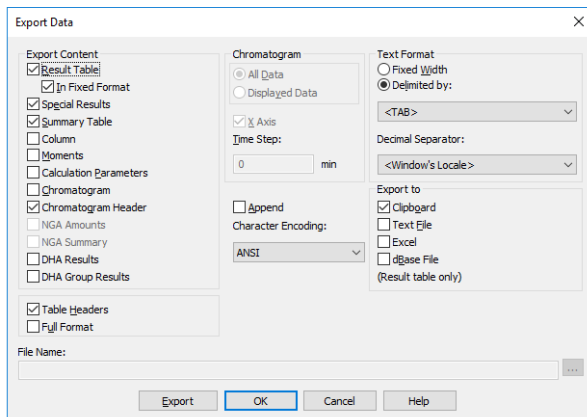 Export Data
Export Content
Result Table
In Fixed Format
Special Results
Summary Table
Column
Moments
Calculation Parameters
Chromatogram
Chromatogram Header
NGA Amounts
NGA Summary
DHA Results
DHA Group Results
Table Headers
Full Format
Chromatogram
All Data
Displayed Data
X Axis
Time Step:
0 min
Append
Character Encoding:
ANSI
Text Format
Fixed Width
Delimited by:
<TAB>
Decimal Separator:
<Window's Locale>
Export to
Clipboard
Text File
Excel
dBase File
(Result table only)
File Name:
...
Export OK Cancel Help